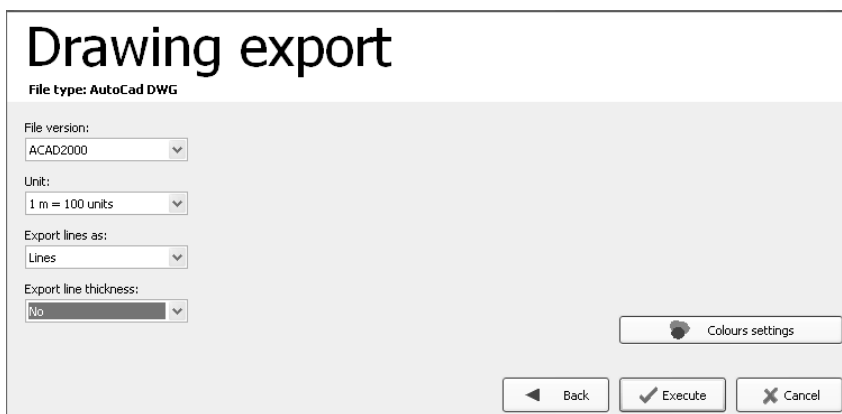 Drawing export
File type: AutoCad DWG
File version:
ACAD2000
Unit:
1 m = 100 units
Export lines as:
Lines
Export line thickness:
No
Colours settings
Back
Execute
Cancel